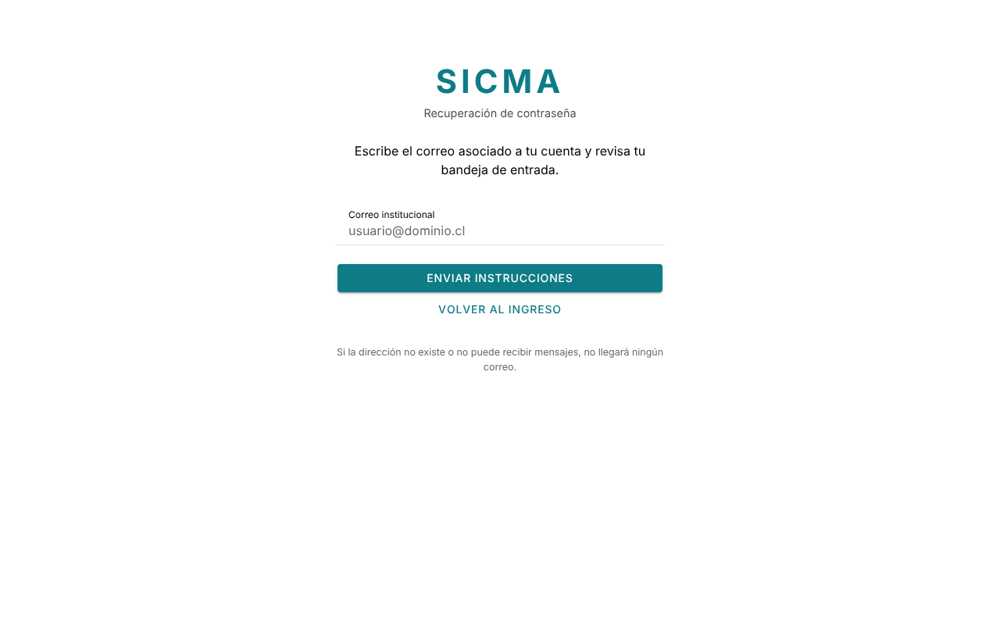 SICMA
Recuperación de contraseña
Escribe el correo asociado a tu cuenta y revisa tu
bandeja de entrada.
Correo institucional
usuario@dominio.cl
ENVIAR INSTRUCCIONES
VOLVER AL INGRESO
Si la dirección no existe o no puede recibir mensajes, no llegará ningún
correo.